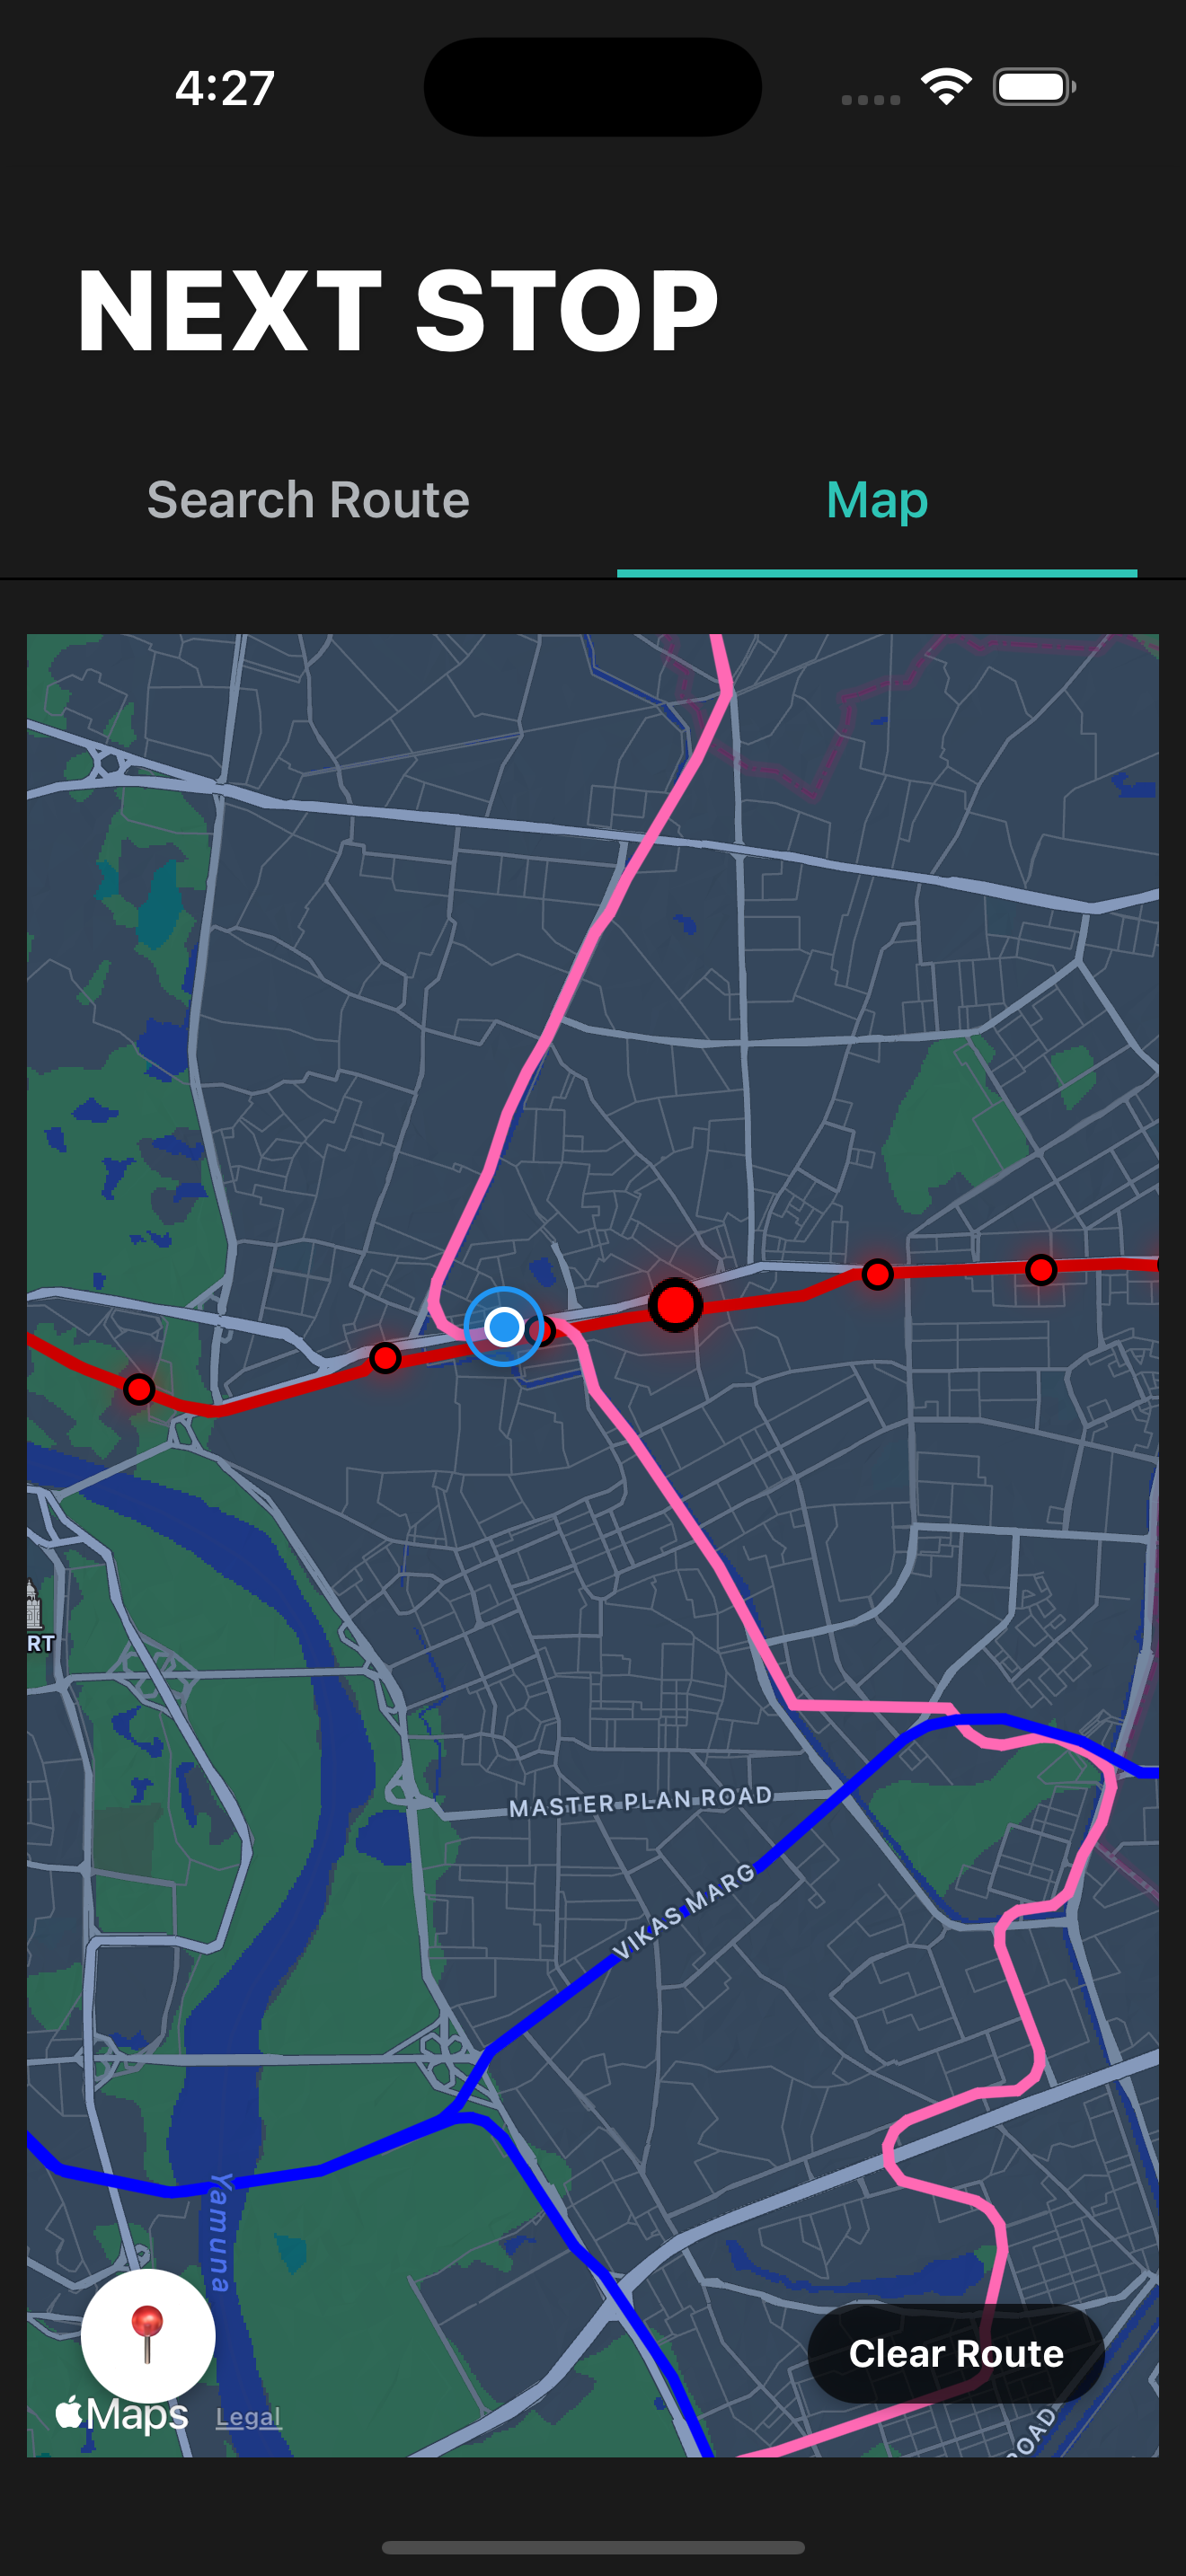 4:27
NEXT STOP
Search Route
Map
RT
MASTER PLAN ROAD
VIKAS MARG
Yamuna
Clear Route
Maps
Legal
OAD